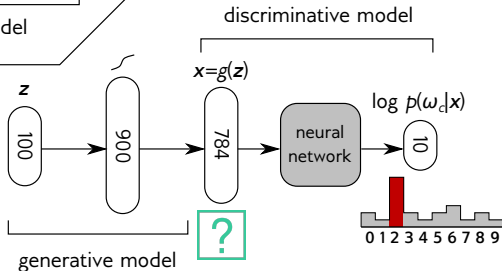 del
discriminative model
z
x=g(z)
log p(ω_c|x)
100
900
784
neural
network
10
?
0 1 2 3 4 5 6 7 8 9
generative model